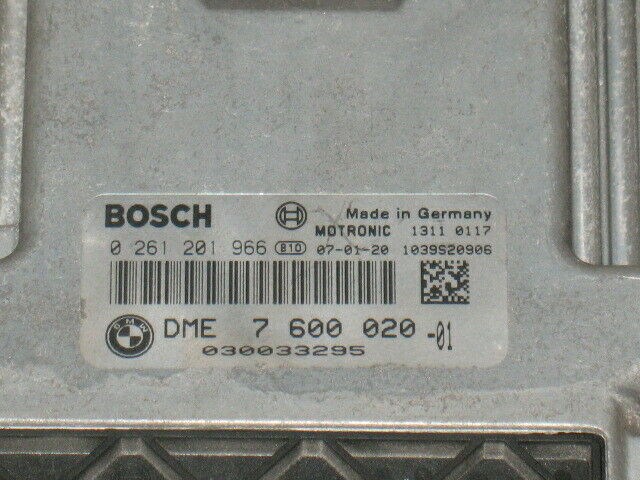 BOSCH
Made in Germany
MOTRONIC 1311 0117
0 261 201 966 810 07-01-20 1039S20906
BMW
DME 7 600 020 -01
030033295